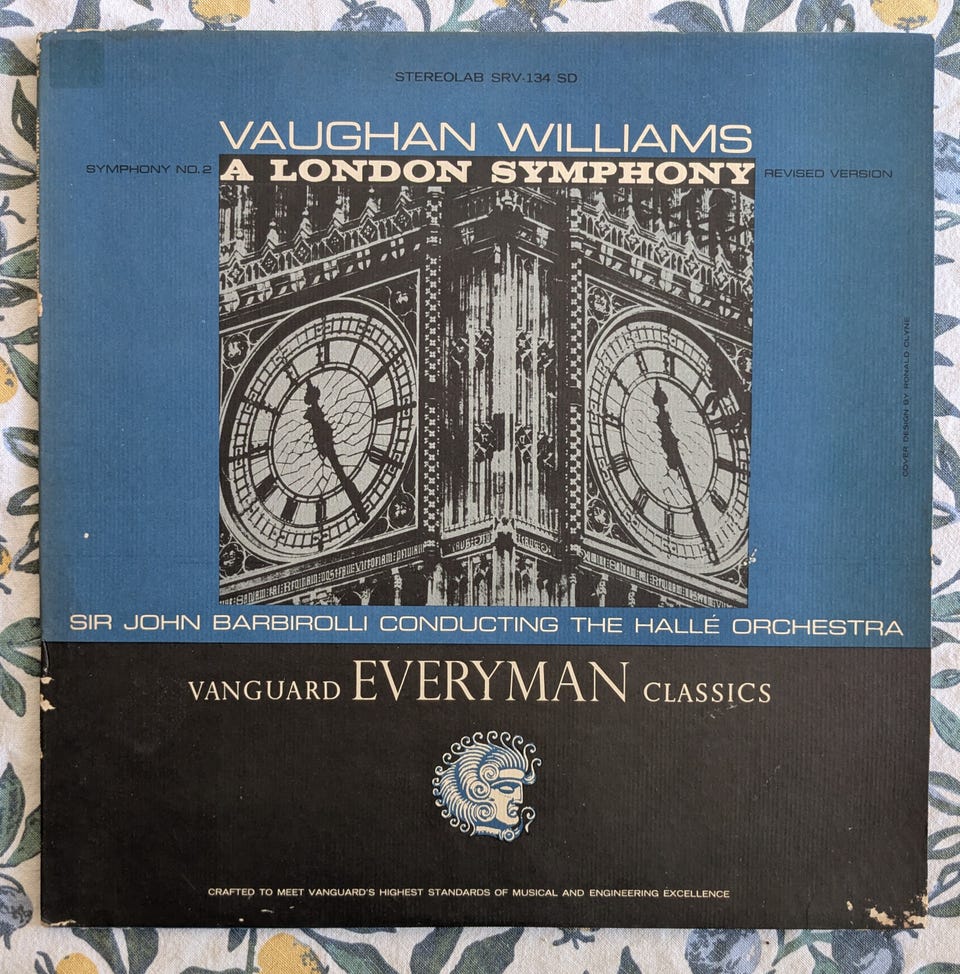 STEREOLAB SRV-134 SD
VAUGHAN WILLIAMS
SYMPHONY NO. 2
A LONDON SYMPHONY
REVISED VERSION
COVER DESIGN BY RONALD CLYNE
SIR JOHN BARBIROLLI CONDUCTING THE HALLÉ ORCHESTRA
VANGUARD EVERYMAN CLASSICS
CRAFTED TO MEET VANGUARD'S HIGHEST STANDARDS OF MUSICAL AND ENGINEERING EXCELLENCE